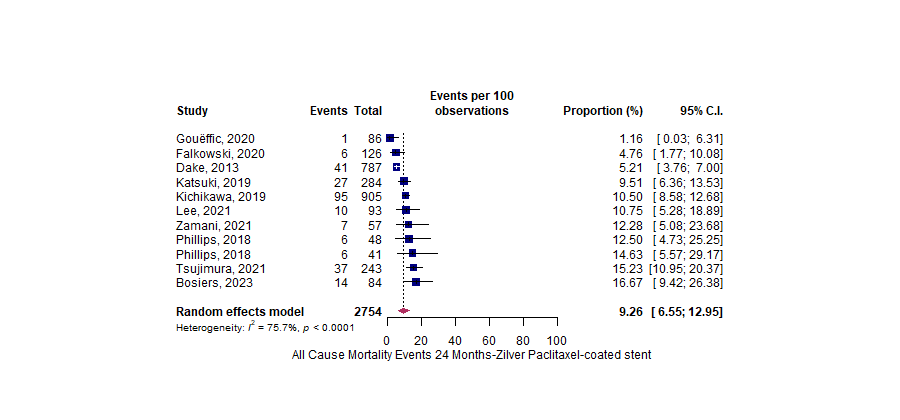 Events per 100
Study Events Total observations Proportion (%) 95% C.I.
Gouëffic, 2020 1 86 1.16 [ 0.03; 6.31]
Falkowski, 2020 6 126 4.76 [ 1.77; 10.08]
Dake, 2013 41 787 5.21 [ 3.76; 7.00]
Katsuki, 2019 27 284 9.51 [ 6.36; 13.53]
Kichikawa, 2019 95 905 10.50 [ 8.58; 12.68]
Lee, 2021 10 93 10.75 [ 5.28; 18.89]
Zamani, 2021 7 57 12.28 [ 5.08; 23.68]
Phillips, 2018 6 48 12.50 [ 4.73; 25.25]
Phillips, 2018 6 41 14.63 [ 5.57; 29.17]
Tsujimura, 2021 37 243 15.23 [10.95; 20.37]
Bosiers, 2023 14 84 16.67 [ 9.42; 26.38]
Random effects model 2754 9.26 [ 6.55; 12.95]
Heterogeneity: I² = 75.7%, p < 0.0001
0 20 40 60 80 100
All Cause Mortality Events 24 Months-Zilver Paclitaxel-coated stent